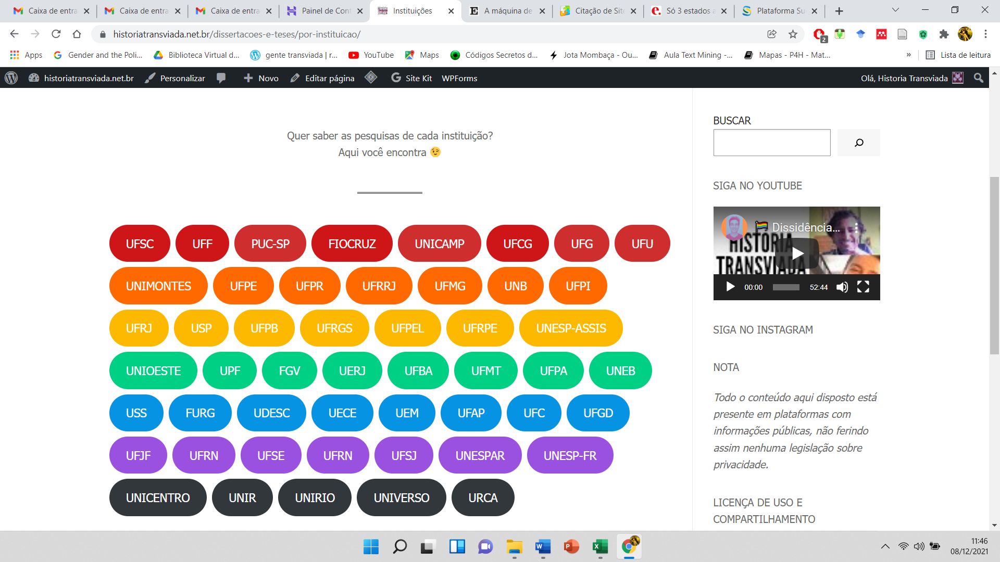 Caixa de entra
Caixa de entra
Caixa de entra
Painel de Cont
Instituições
A máquina de
Citação de Site
Só 3 estados a
Plataforma Su
historiatransviada.net.br/dissertacoes-e-teses/por-instituicao/
2
Apps
Gender and the Poli...
Biblioteca Virtual d...
gente transviada | r...
YouTube
Maps
Códigos Secretos d...
Jota Mombaça - Ou...
Aula Text Mining -...
Mapas - P4H - Mat...
»
Lista de leitura
historiatransviada.net.br
Personalizar
Novo
Editar página
Site Kit
WPForms
Olá, Historia Transviada
Quer saber as pesquisas de cada instituição?
Aqui você encontra 😉
UFSC UFF PUC-SP FIOCRUZ UNICAMP UFCG UFG UFU
UNIMONTES UFPE UFPR UFRRJ UFMG UNB UFPI
UFRJ USP UFPB UFRGS UFPEL UFRPE UNESP-ASSIS
UNIOESTE UPF FGV UERJ UFBA UFMT UFPA UNEB
USS FURG UDESC UECE UEM UFAP UFC UFGD
UFJF UFRN UFSE UFRN UFSJ UNESPAR UNESP-FR
UNICENTRO UNIR UNIRIO UNIVERSO URCA
BUSCAR
SIGA NO YOUTUBE
🏳️‍🌈 Dissidência...
HISTÓRIA
TRANSVIADA
00:00 52:44
SIGA NO INSTAGRAM
NOTA
Todo o conteúdo aqui disposto está
presente em plataformas com
informações públicas, não ferindo
assim nenhuma legislação sobre
privacidade.
LICENÇA DE USO E
COMPARTILHAMENTO
11:46
08/12/2021